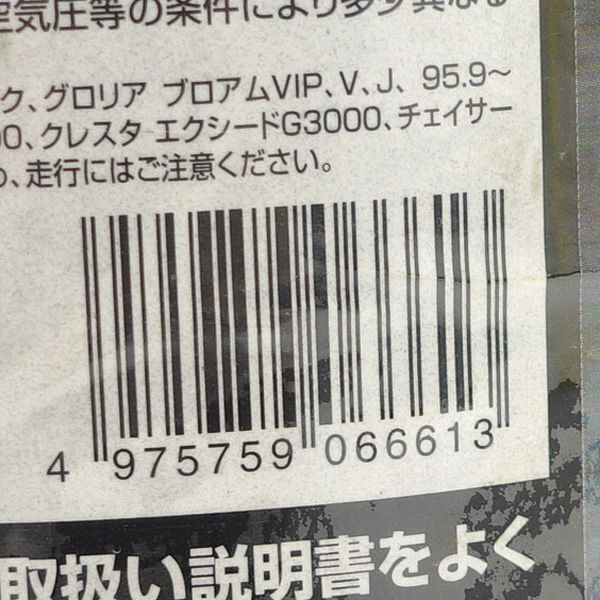 空気圧等の条件により多少異なる
ク、グロリア ブロアムVIP、V、J、 95.9～
00、クレスタ エクシードG3000、チェイサー
め、走行にはご注意ください。
4 975759 066613
取扱い説明書をよく